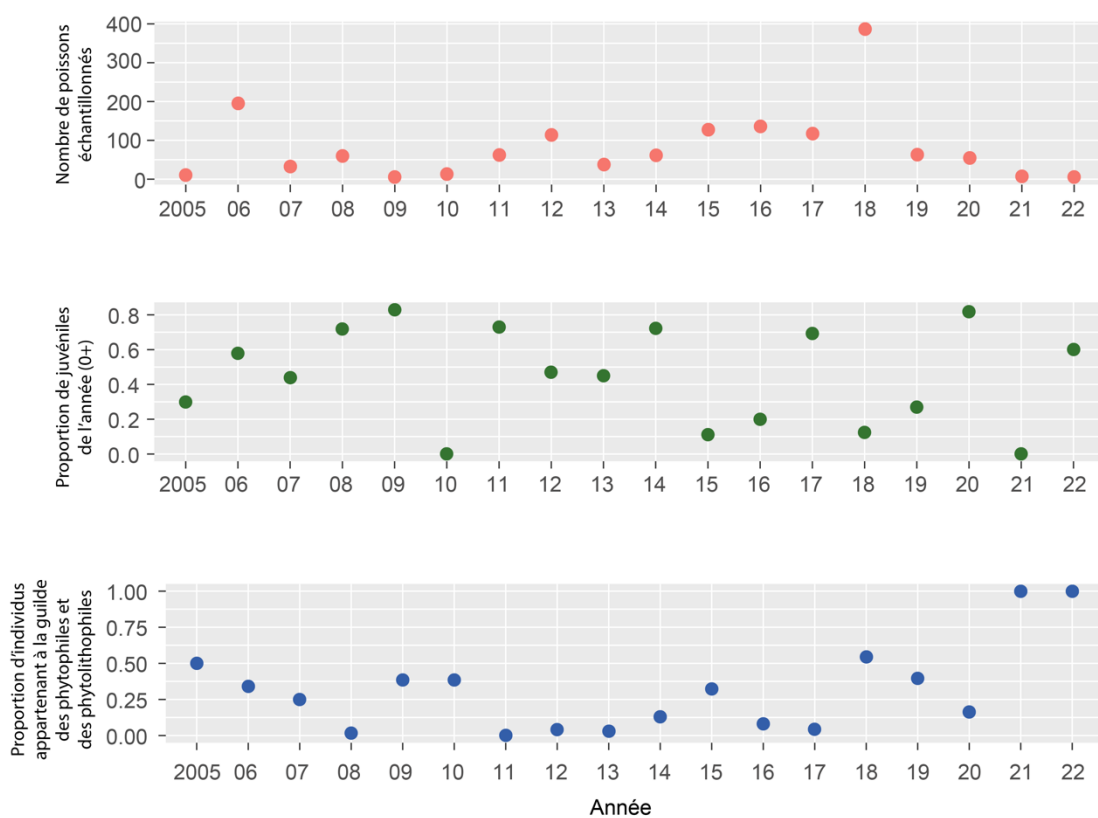 Nombre de poissons
échantillonnés
400
300
200
100
0
2005 06 07 08 09 10 11 12 13 14 15 16 17 18 19 20 21 22
Proportion de juvéniles
de l'année (0+)
0.8
0.6
0.4
0.2
0.0
2005 06 07 08 09 10 11 12 13 14 15 16 17 18 19 20 21 22
Proportion d'individus
appartenant à la guilde
des phytophiles et
des phytolithophiles
1.00
0.75
0.50
0.25
0.00
2005 06 07 08 09 10 11 12 13 14 15 16 17 18 19 20 21 22
Année